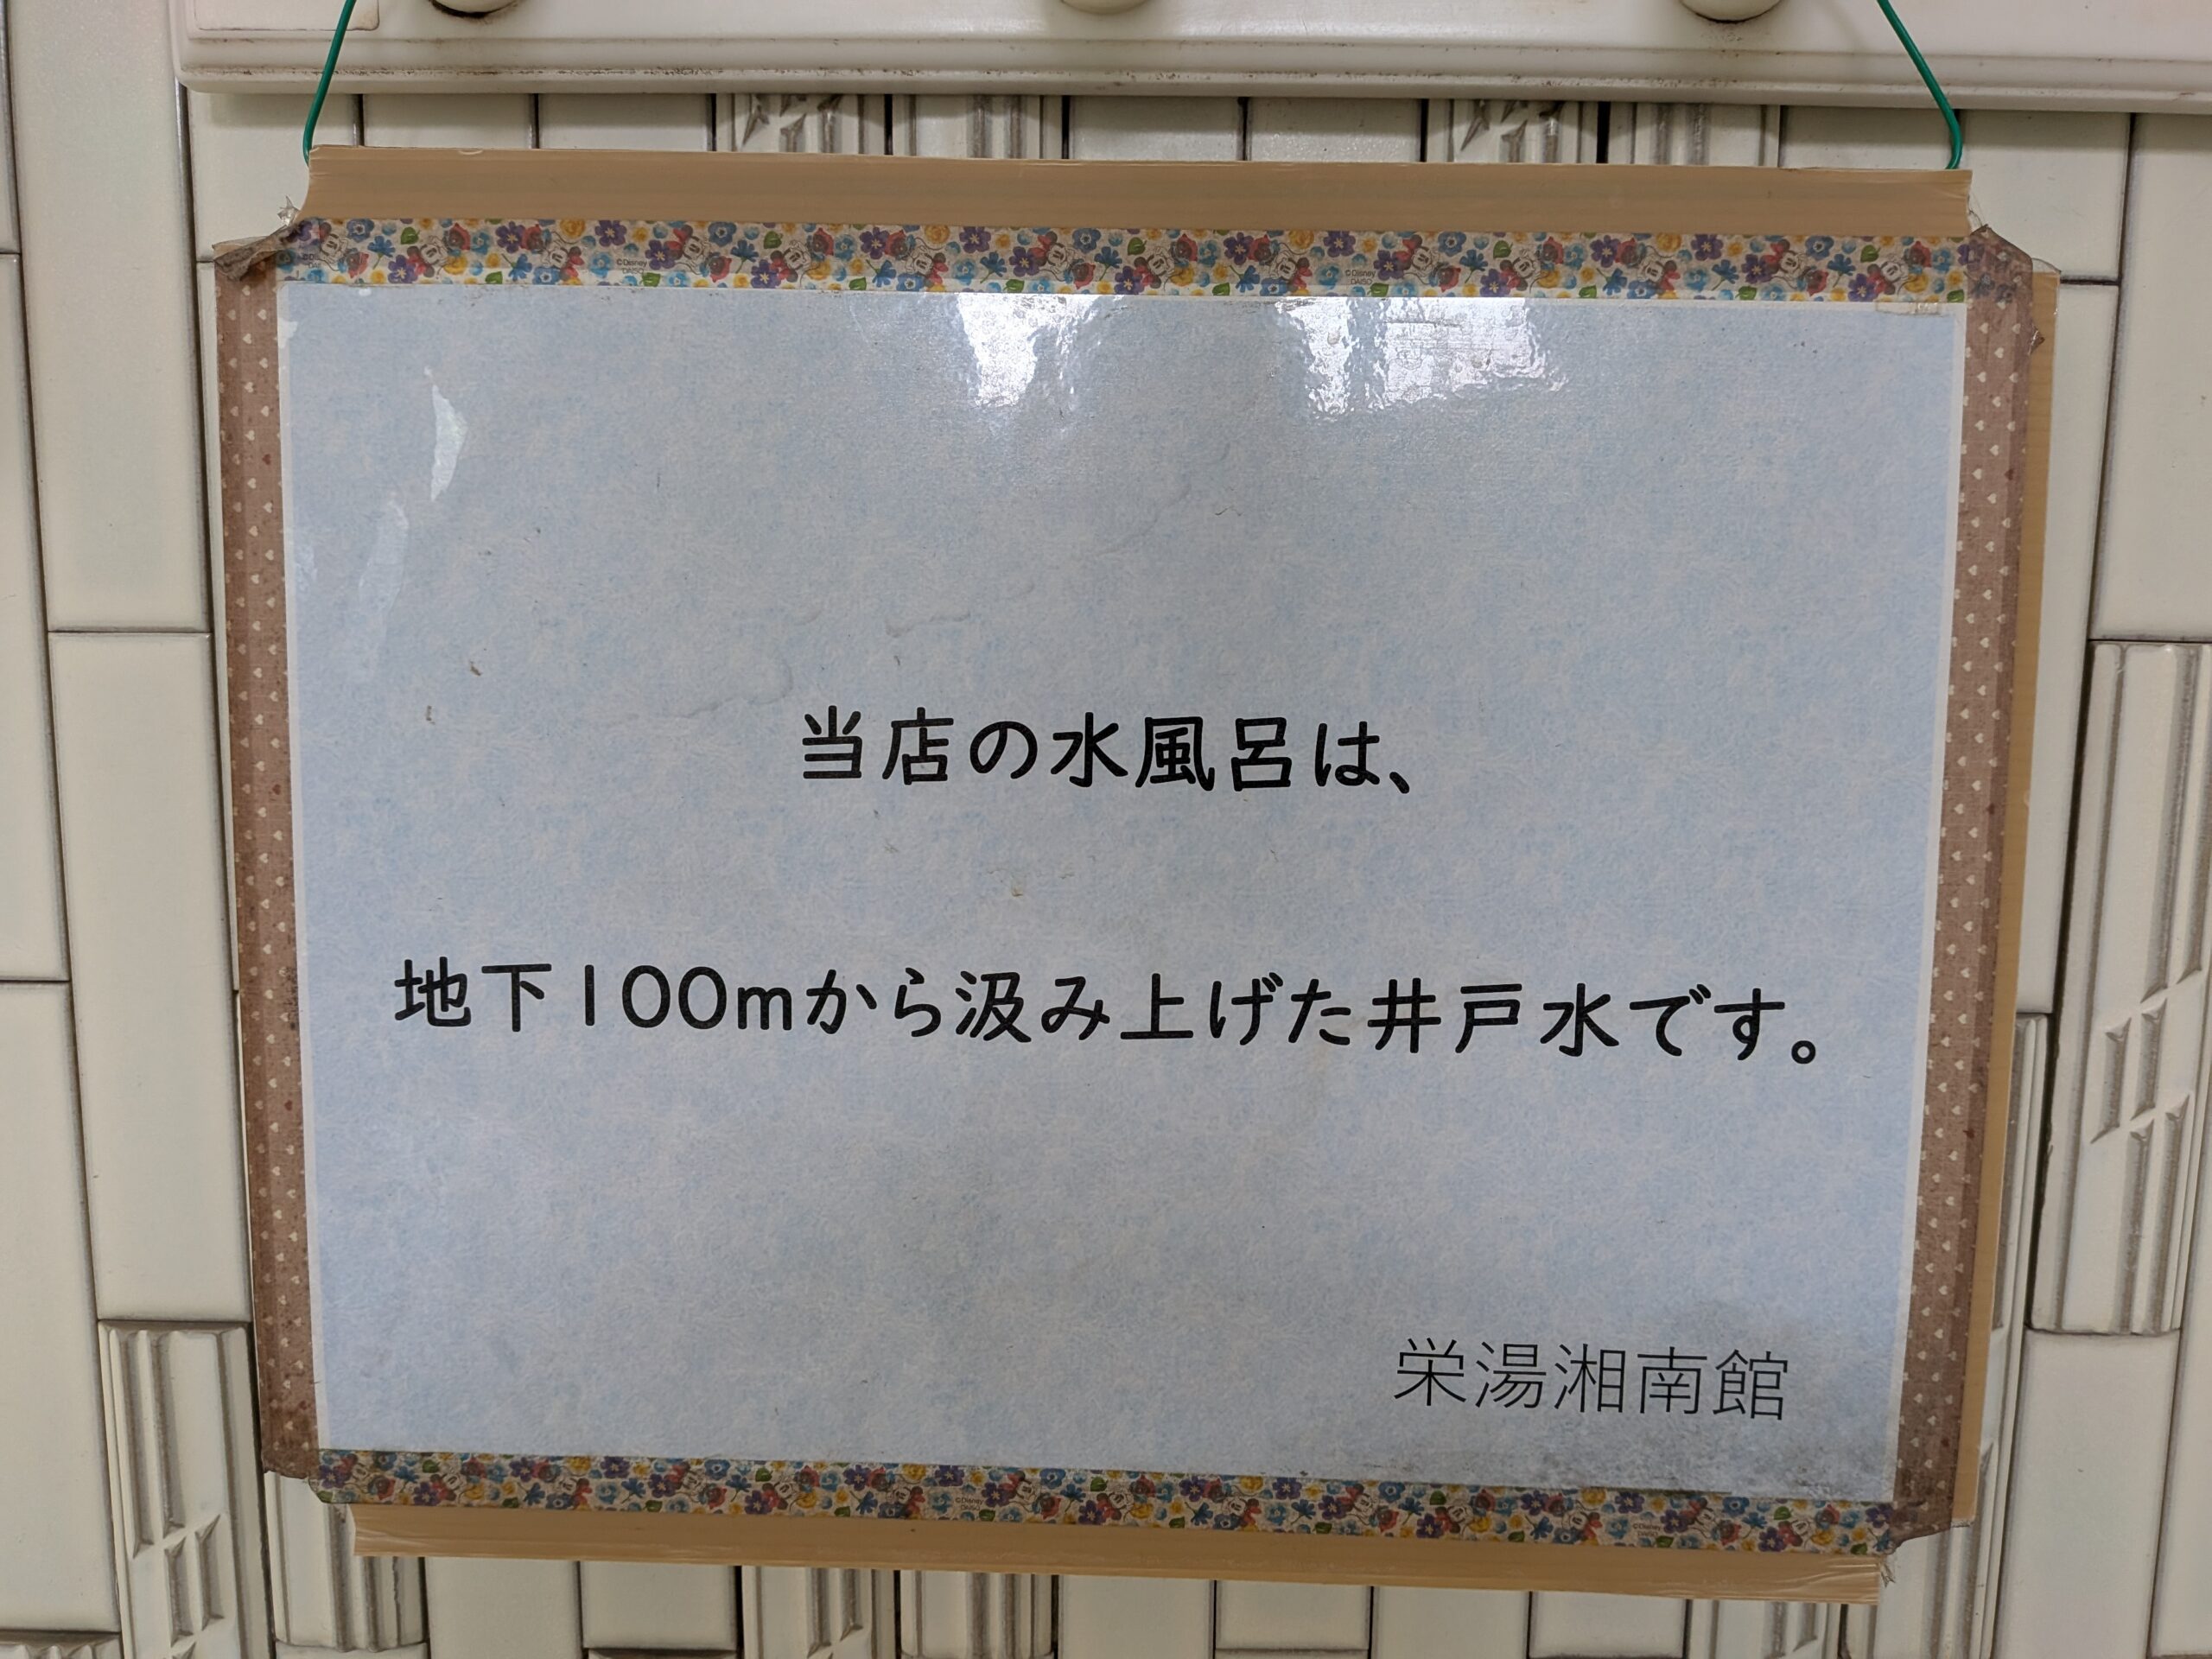 当店の水風呂は、
地下100mから汲み上げた井戸水です。
栄湯湘南館